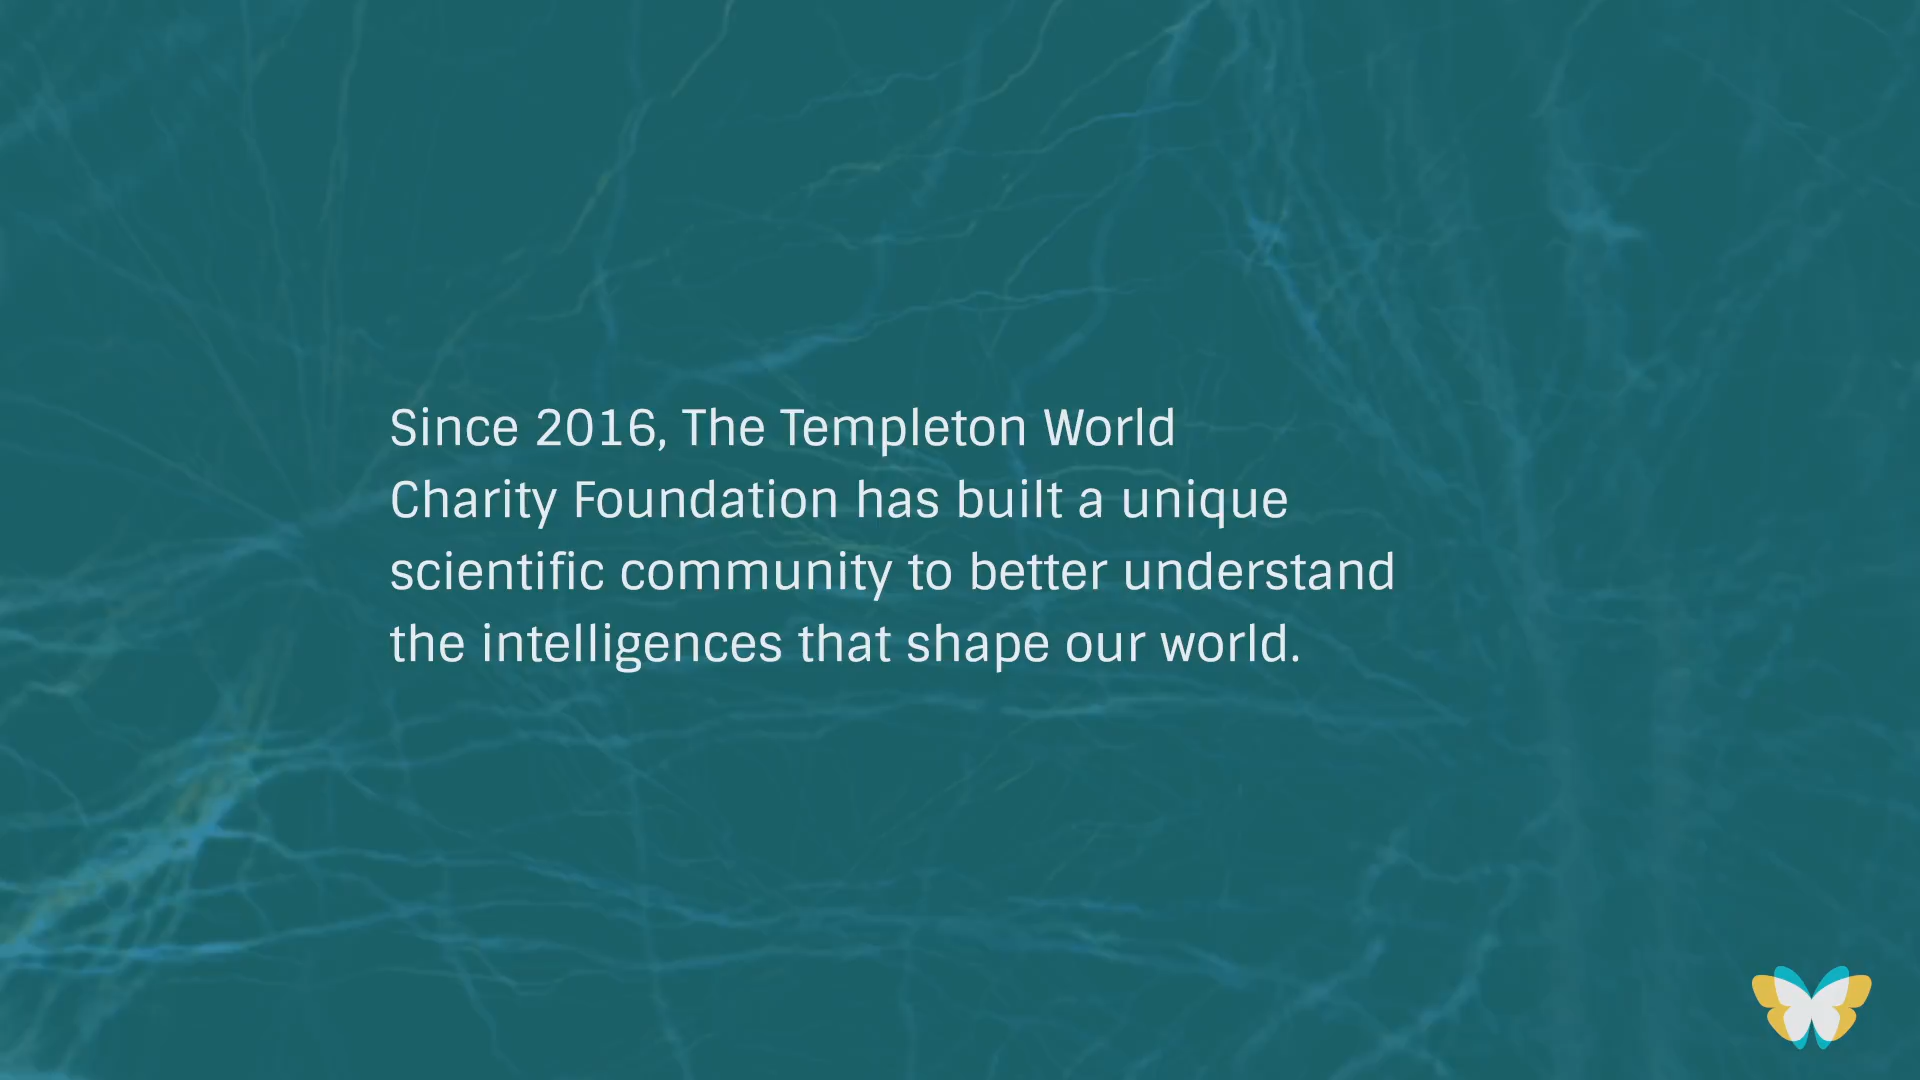 Since 2016, The Templeton World
Charity Foundation has built a unique
scientific community to better understand
the intelligences that shape our world.